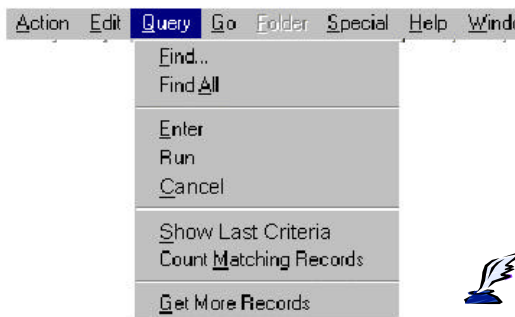 Action Edit Query Go Folder Special Help Windo
Find...
Find All
Enter
Run
Cancel
Show Last Criteria
Count Matching Records
Get More Records